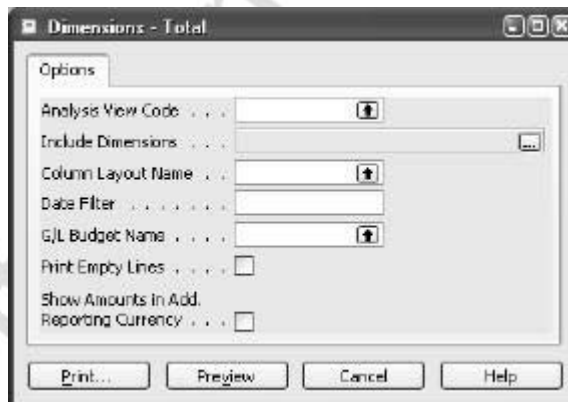 Dimensions - Total
Options
Analysis View Code . . .
Include Dimensions . . .
...
Column Layout Name . .
Date Filter . . . . . . .
G/L Budget Name . . . .
Print Empty Lines . . . .
Show Amounts in Add.
Reporting Currency . . .
Print... Preview Cancel Help